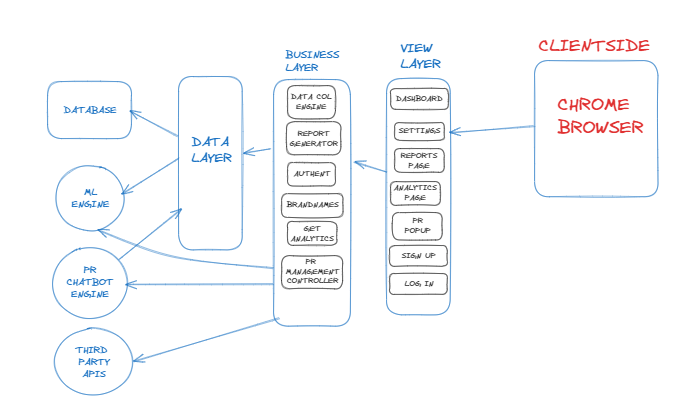 CLIENTSIDE
CHROME
BROWSER
VIEW
LAYER
DASHBOARD
SETTINGS
REPORTS
PAGE
ANALYTICS
PAGE
PR
POPUP
SIGN UP
LOG IN
BUSINESS
LAYER
DATA COL
ENGINE
REPORT
GENERATOR
AUTHENT
BRANDNAMES
GET
ANALYTICS
PR
MANAGEMENT
CONTROLLER
DATA
LAYER
DATABASE
ML
ENGINE
PR
CHATBOT
ENGINE
THIRD
PARTY
APIS